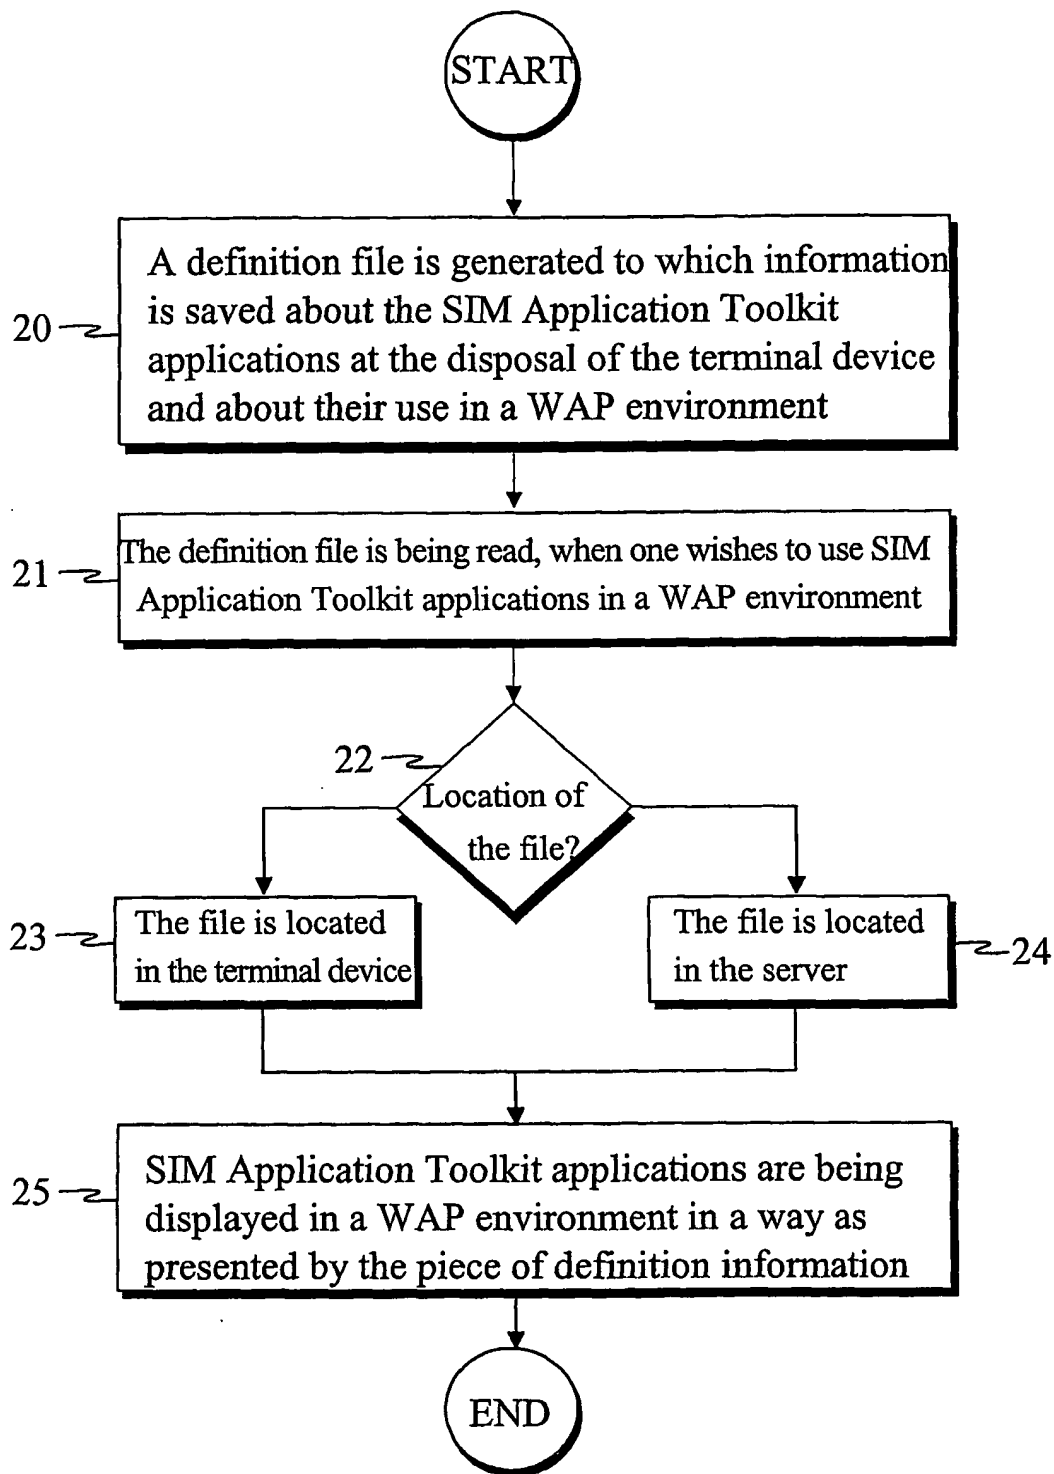 START
A definition file is generated to which information
is saved about the SIM Application Toolkit
applications at the disposal of the terminal device
and about their use in a WAP environment
20
The definition file is being read, when one wishes to use SIM
Application Toolkit applications in a WAP environment
21
22
Location of
the file?
23
The file is located
in the terminal device
The file is located
in the server
24
25
SIM Application Toolkit applications are being
displayed in a WAP environment in a way as
presented by the piece of definition information
END